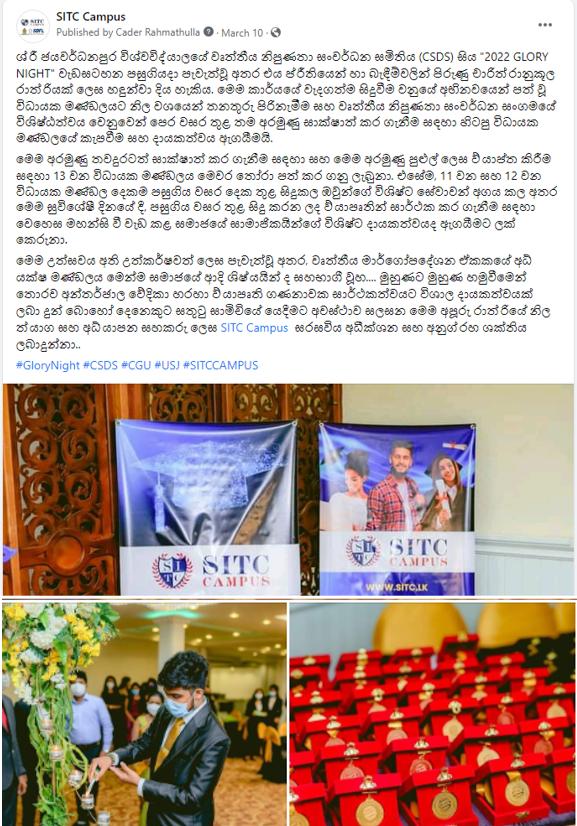 SITC Campus
Published by Cader Rahmathulla · March 10 ·
ශ්‍රී ජයවර්ධනපුර විශ්වවිද්‍යාලයේ වෘත්තීය නිපුණතා සංවර්ධන සමිතිය (CSDS) සිය "2022 GLORY
NIGHT" වැඩසටහන පසුගියදා පැවැත්වූ අතර එය ප්‍රීතියෙන් හා බැඳීම්වලින් පිරුණු චාරිත්‍රානුකූල
රාත්‍රියක් ලෙස හඳුන්වා දිය හැකිය. මෙම කාර්යයේ වැදගත්ම සිදුවීම වනුයේ අභිනවයෙන් පත් වූ
විධායක මණ්ඩලයට නිල වශයෙන් තනතුරු පිරිනැමීම සහ වෘත්තීය නිපුණතා සංවර්ධන සංගමයේ
විශිෂ්ඨත්වය වෙනුවෙන් පෙර වසර තුළ තම අරමුණු සාක්ෂාත් කර ගැනීම සඳහා හිටපු විධායක
මණ්ඩලයේ කැපවීම සහ දායකත්වය ඇගයීමයි.
මෙම අරමුණු තවදුරටත් සාක්ෂාත් කර ගැනීම සඳහා සහ මෙම අරමුණු පුළුල් ලෙස ව්‍යාප්ත කිරීම
සඳහා 13 වන විධායක මණ්ඩලය මෙවර තෝරා පත් කර ගනු ලැබුනා. එසේම, 11 වන සහ 12 වන
විධායක මණ්ඩල දෙකම පසුගිය වසර දෙක තුළ සිදුකල ඔවුන්ගේ විශිෂ්ට සේවාවන් අගය කල අතර
මෙම සුවිශේෂී දිනයේ දී, පසුගිය වසර තුළ සිදු කරන ලද ව්‍යාපෘතීන් සාර්ථක කර ගැනීම සඳහා
වෙහෙස මහන්සි වී වැඩ කළ සමාජයේ සාමාජිකයින්ගේ විශිෂ්ට දායකත්වයද ඇගයීමට ලක්
කෙරුනා.
මෙම උත්සවය අති උත්කර්ෂවත් ලෙස පැවැත්වූ අතර, වෘත්තීය මාර්ගෝපදේශන ඒකකයේ අධ්‍
යක්ෂ මණ්ඩලය මෙන්ම සමාජයේ ආදි ශිෂ්‍යයින් ද සහභාගී වූහ.... මුහුණට මුහුණ හමුවීමෙන්
තොරව අන්තර්ජාල වේදිකා හරහා ව්‍යාපෘති ගණනාවක සාර්ථකත්වයට විශාල දායකත්වයක්
ලබා දුන් බොහෝ දෙනෙකුට සතුටු සාමීචියේ යෙදීමට අවස්ථාව සලසන මෙම අපූරු රාත්‍රියේ නිල
ත්‍යාග සහ අධ්‍යාපන සහකරු ලෙස SITC Campus සරසවිය අධීක්ශන සහ අනුග්‍රහ ශක්තිය
ලබාදුන්නා..
#GloryNight #CSDS #CGU #USJ #SITCCAMPUS
SITC
CAMPUS
SITC
CAMPUS
WWW.SITC.LK